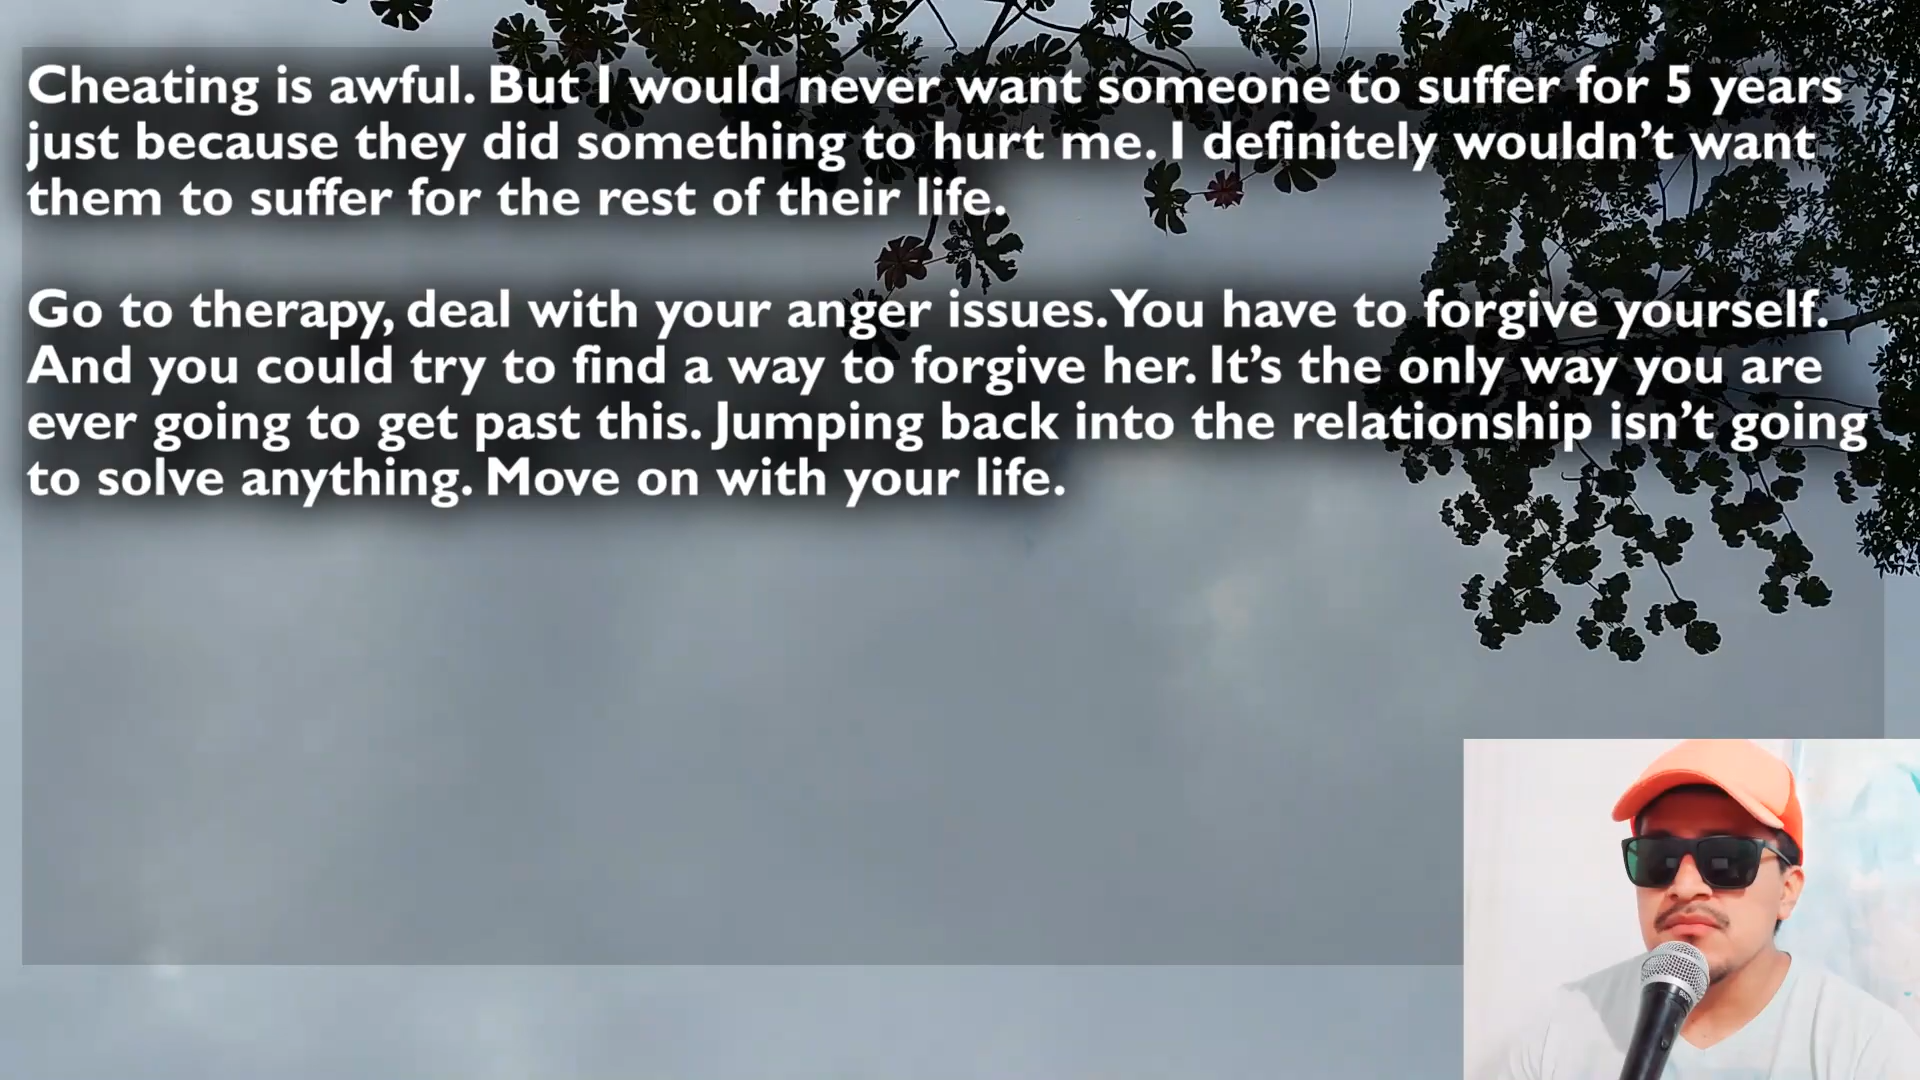 Cheating is awful. But I would never want someone to suffer for 5 years
just because they did something to hurt me. I definitely wouldn’t want
them to suffer for the rest of their life.
Go to therapy, deal with your anger issues. You have to forgive yourself.
And you could try to find a way to forgive her. It’s the only way you are
ever going to get past this. Jumping back into the relationship isn’t going
to solve anything. Move on with your life.